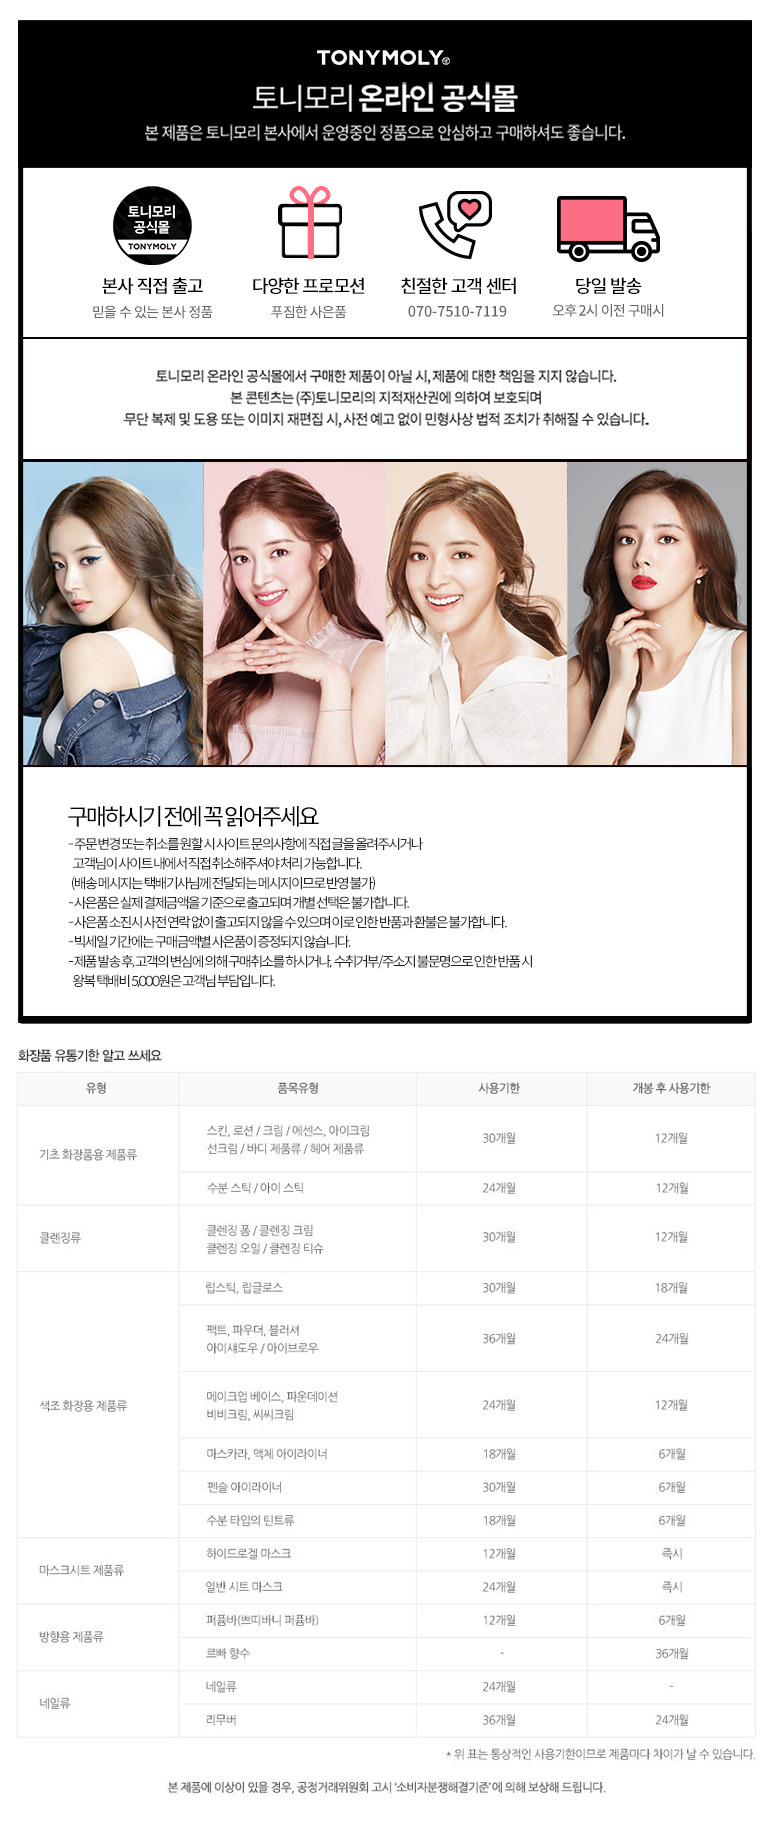 TONYMOLY
토니모리 온라인 공식몰
본 제품은 토니모리 본사에서 운영중인 정품으로 안심하고 구매하셔도 좋습니다.
토니모리
공식몰
TONYMOLY
본사 직접 출고
믿을 수 있는 본사 정품
다양한 프로모션
푸짐한 사은품
친절한 고객 센터
070-7510-7119
당일 발송
오후 2시 이전 구매시
토니모리 온라인 공식몰에서 구매한 제품이 아닐 시, 제품에 대한 책임을 지지 않습니다.
본 콘텐츠는 (주)토니모리의 지적재산권에 의하여 보호되며
무단 복제 및 도용 또는 이미지 재편집 시, 사전 예고 없이 민형사상 법적 조치가 취해질 수 있습니다.
구매하시기 전에 꼭 읽어주세요
- 주문 변경 또는 취소를 원할 시 사이트 문의사항에 직접 글을 올려주시거나
고객님이 사이트 내에서 직접 취소해주셔야 처리 가능합니다.
(배송 메시지는 택배기사님께 전달되는 메시지이므로 반영 불가)
- 사은품은 실제 결제금액을 기준으로 출고되며 개별 선택은 불가합니다.
- 사은품 소진시 사전 연락 없이 출고되지 않을 수 있으며 이로 인한 반품과 환불은 불가합니다.
- 빅세일 기간에는 구매금액별 사은품이 증정되지 않습니다.
- 제품 발송 후, 고객의 변심에 의해 구매취소를 하시거나, 수취거부/주소지 불문명으로 인한 반품 시
왕복 택배비 5,000원은 고객님 부담입니다.
화장품 유통기한 알고 쓰세요
유형 품목유형 사용기한 개봉 후 사용기한
기초 화장품용 제품류
스킨, 로션 / 크림 / 에센스, 아이크림
선크림 / 바디 제품류 / 헤어 제품류
30개월 12개월
수분 스틱 / 아이 스틱 24개월 12개월
클렌징류
클렌징 폼 / 클렌징 크림
클렌징 오일 / 클렌징 티슈
30개월 12개월
색조 화장용 제품류
립스틱, 립글로스 30개월 18개월
팩트, 파우더, 블러셔
아이섀도우 / 아이브로우
36개월 24개월
메이크업 베이스, 파운데이션
비비크림, 씨씨크림
24개월 12개월
마스카라, 액체 아이라이너 18개월 6개월
펜슬 아이라이너 30개월 6개월
수분 타입의 틴트류 18개월 6개월
마스크시트 제품류
하이드로겔 마스크 12개월 즉시
일반 시트 마스크 24개월 즉시
방향용 제품류
퍼퓸바(쁘띠바니 퍼퓸바) 12개월 6개월
르빠 향수 - 36개월
네일류
네일류 24개월 -
리무버 36개월 24개월
* 위 표는 통상적인 사용기한이므로 제품마다 차이가 날 수 있습니다.
본 제품에 이상이 있을 경우, 공정거래위원회 고시 '소비자분쟁해결기준'에 의해 보상해 드립니다.